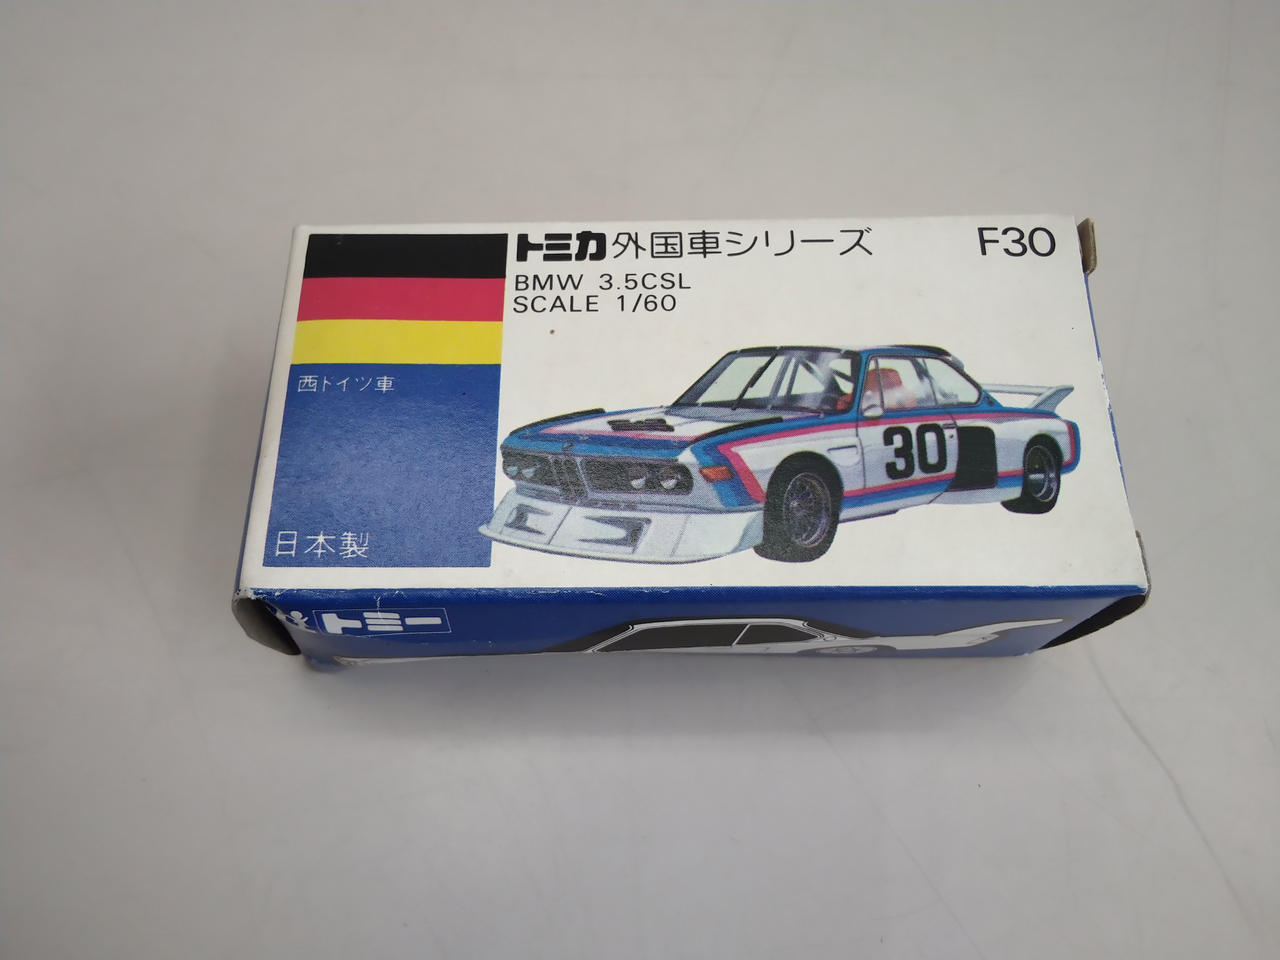 トミカ外国車シリーズ F30
BMW 3.5CSL
SCALE 1/60
西ドイツ車
30
日本製
トミー